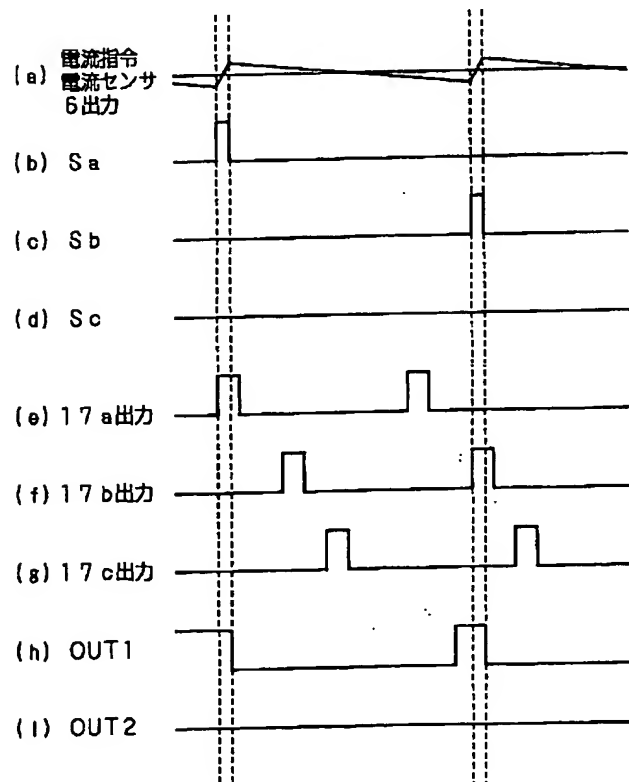 (a) 電流指令
電流センサ
6出力
(b) Sa
(c) Sb
(d) Sc
(e) 17a出力
(f) 17b出力
(g) 17c出力
(h) OUT1
(i) OUT2